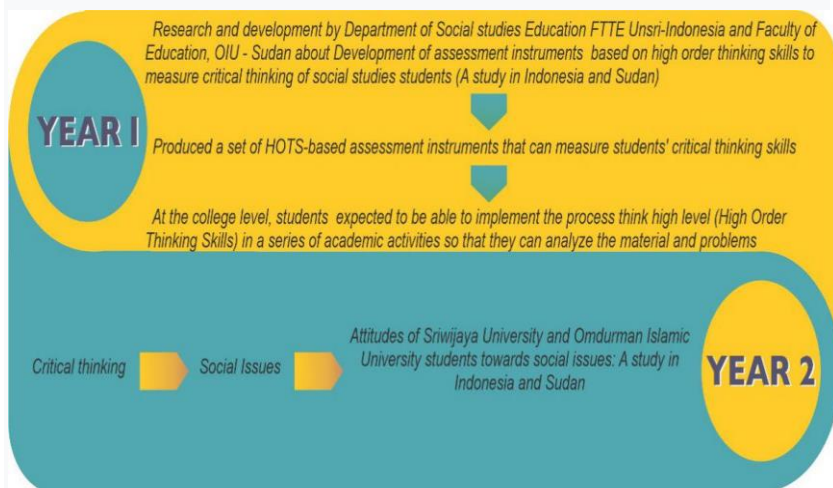 Research and development by Department of Social studies Education FTTE Unsri-Indonesia and Faculty of
Education, OIU - Sudan about Development of assessment instruments based on high order thinking skills to
measure critical thinking of social studies students (A study in Indonesia and Sudan)
YEAR I
Produced a set of HOTS-based assessment instruments that can measure students' critical thinking skills
At the college level, students expected to be able to implement the process think high level (High Order
Thinking Skills) in a series of academic activities so that they can analyze the material and problems
Critical thinking
Social Issues
Attitudes of Sriwijaya University and Omdurman Islamic
University students towards social issues: A study in
Indonesia and Sudan
YEAR 2